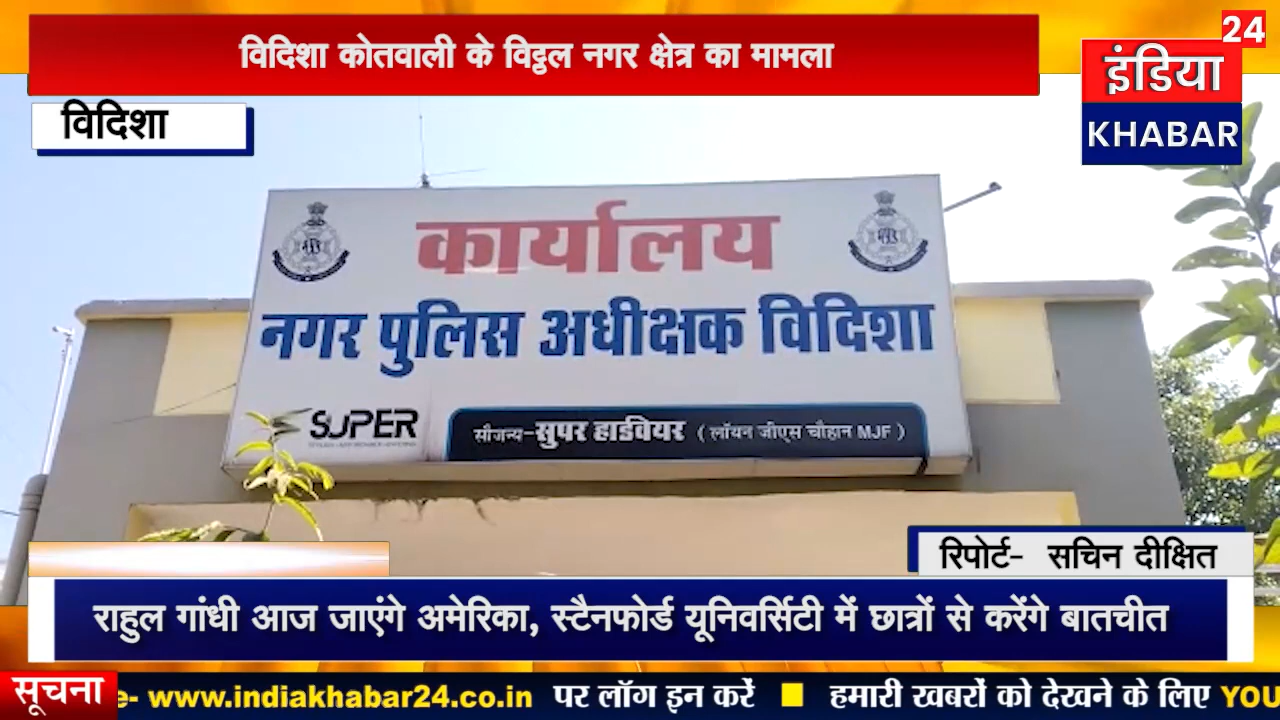 24
विदिशा कोतवाली के विट्ठल नगर क्षेत्र का मामला
इंडिया
KHABAR
विदिशा
कार्यालय
नगर पुलिस अधीक्षक विदिशा
SUPER
सौजन्य-सुपर हार्डवेयर ( लॉयन जीएस चौहान MJF )
रिपोर्ट- सचिन दीक्षित
राहुल गांधी आज जाएंगे अमेरिका, स्टैनफोर्ड यूनिवर्सिटी में छात्रों से करेंगे बातचीत
सूचना e- www.indiakhabar24.co.in पर लॉग इन करें ■ हमारी खबरों को देखने के लिए YOU